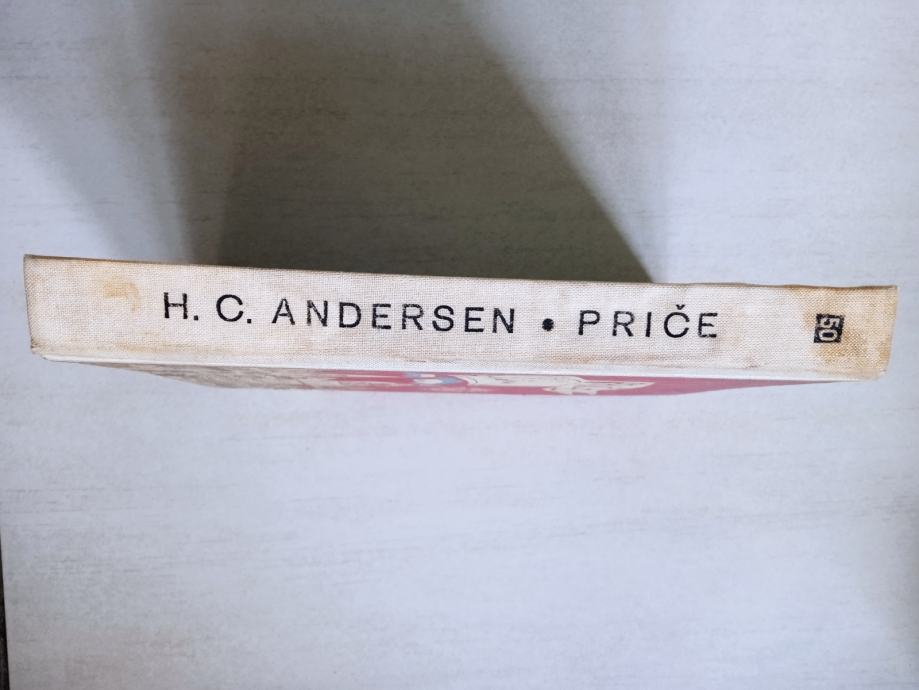 H. C. ANDERSEN • PRIČE
50